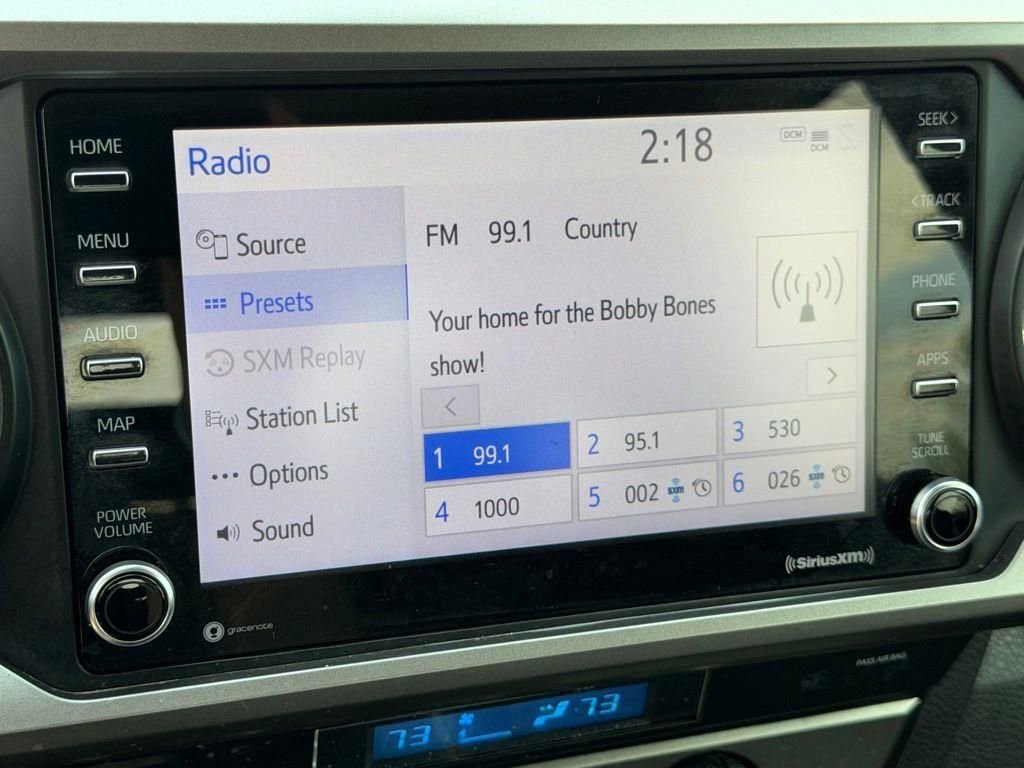 HOME
MENU
AUDIO
MAP
POWER
VOLUME
Radio
2:18
DCM
DCM
Source
Presets
SXM Replay
Station List
Options
Sound
FM 99.1 Country
Your home for the Bobby Bones
show!
<
>
1 99.1
2 95.1
3 530
4 1000
5 002 SXM
6 026 SXM
SEEK>
<TRACK
PHONE
APPS
TUNE
SCROLL
gracenote
((SiriusXM))
PASS AIR BAG
73
73